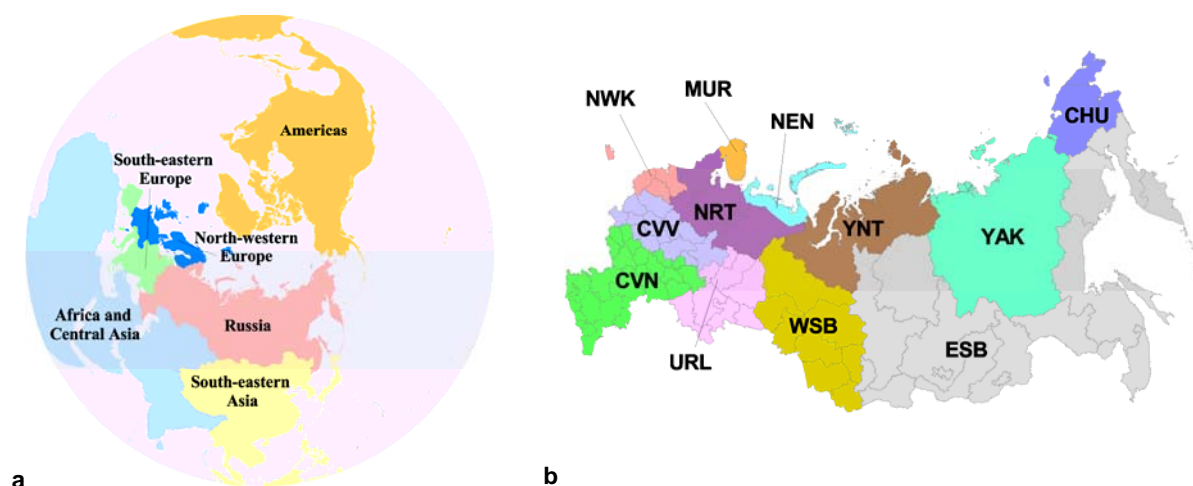 Americas
South-eastern
Europe
North-western
Europe
Africa and
Central Asia
Russia
South-eastern
Asia
a
NWK
MUR
NEN
CHU
NRT
CVV
YNT
YAK
CVN
WSB
URL
ESB
b